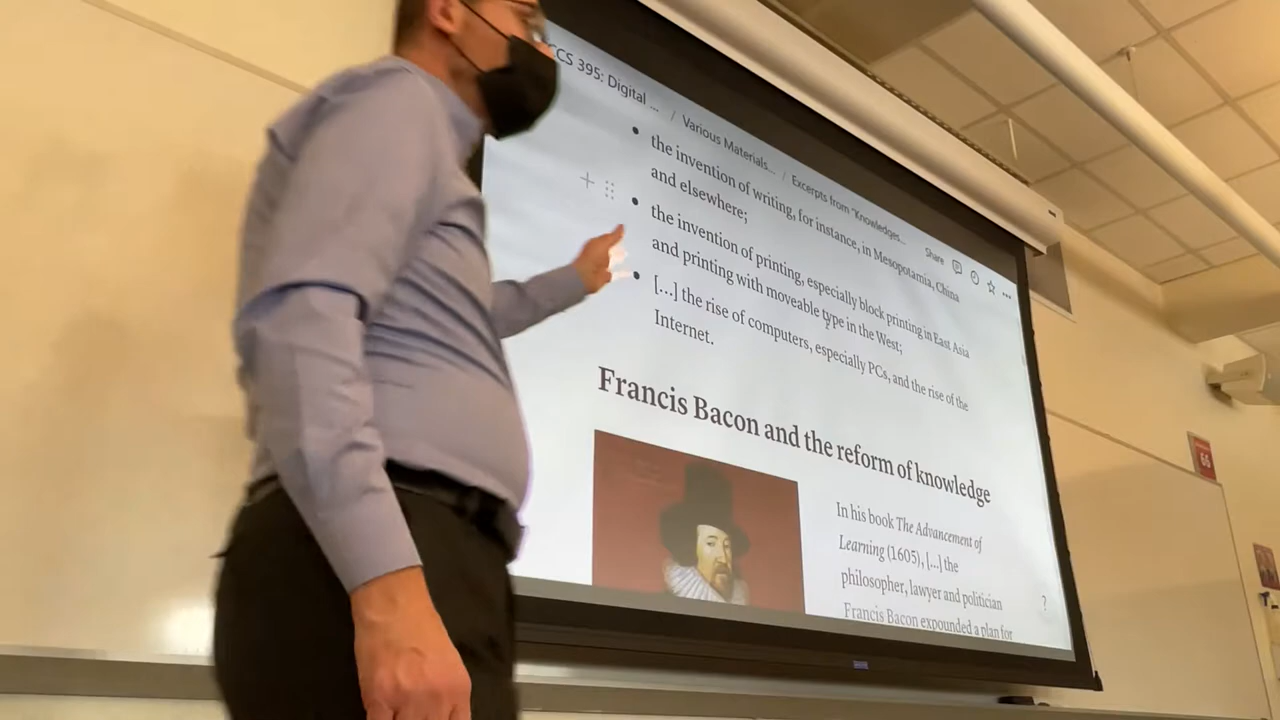 CCS 395: Digital ... / Various Materials... / Excerpts from "Knowledges...
Share
the invention of writing, for instance, in Mesopotamia, China
and elsewhere;
the invention of printing, especially block printing in East Asia
and printing with moveable type in the West;
[...] the rise of computers, especially PCs, and the rise of the
Internet.
Francis Bacon and the reform of knowledge
In his book The Advancement of
Learning (1605), [...] the
philosopher, lawyer and politician
Francis Bacon expounded a plan for
?